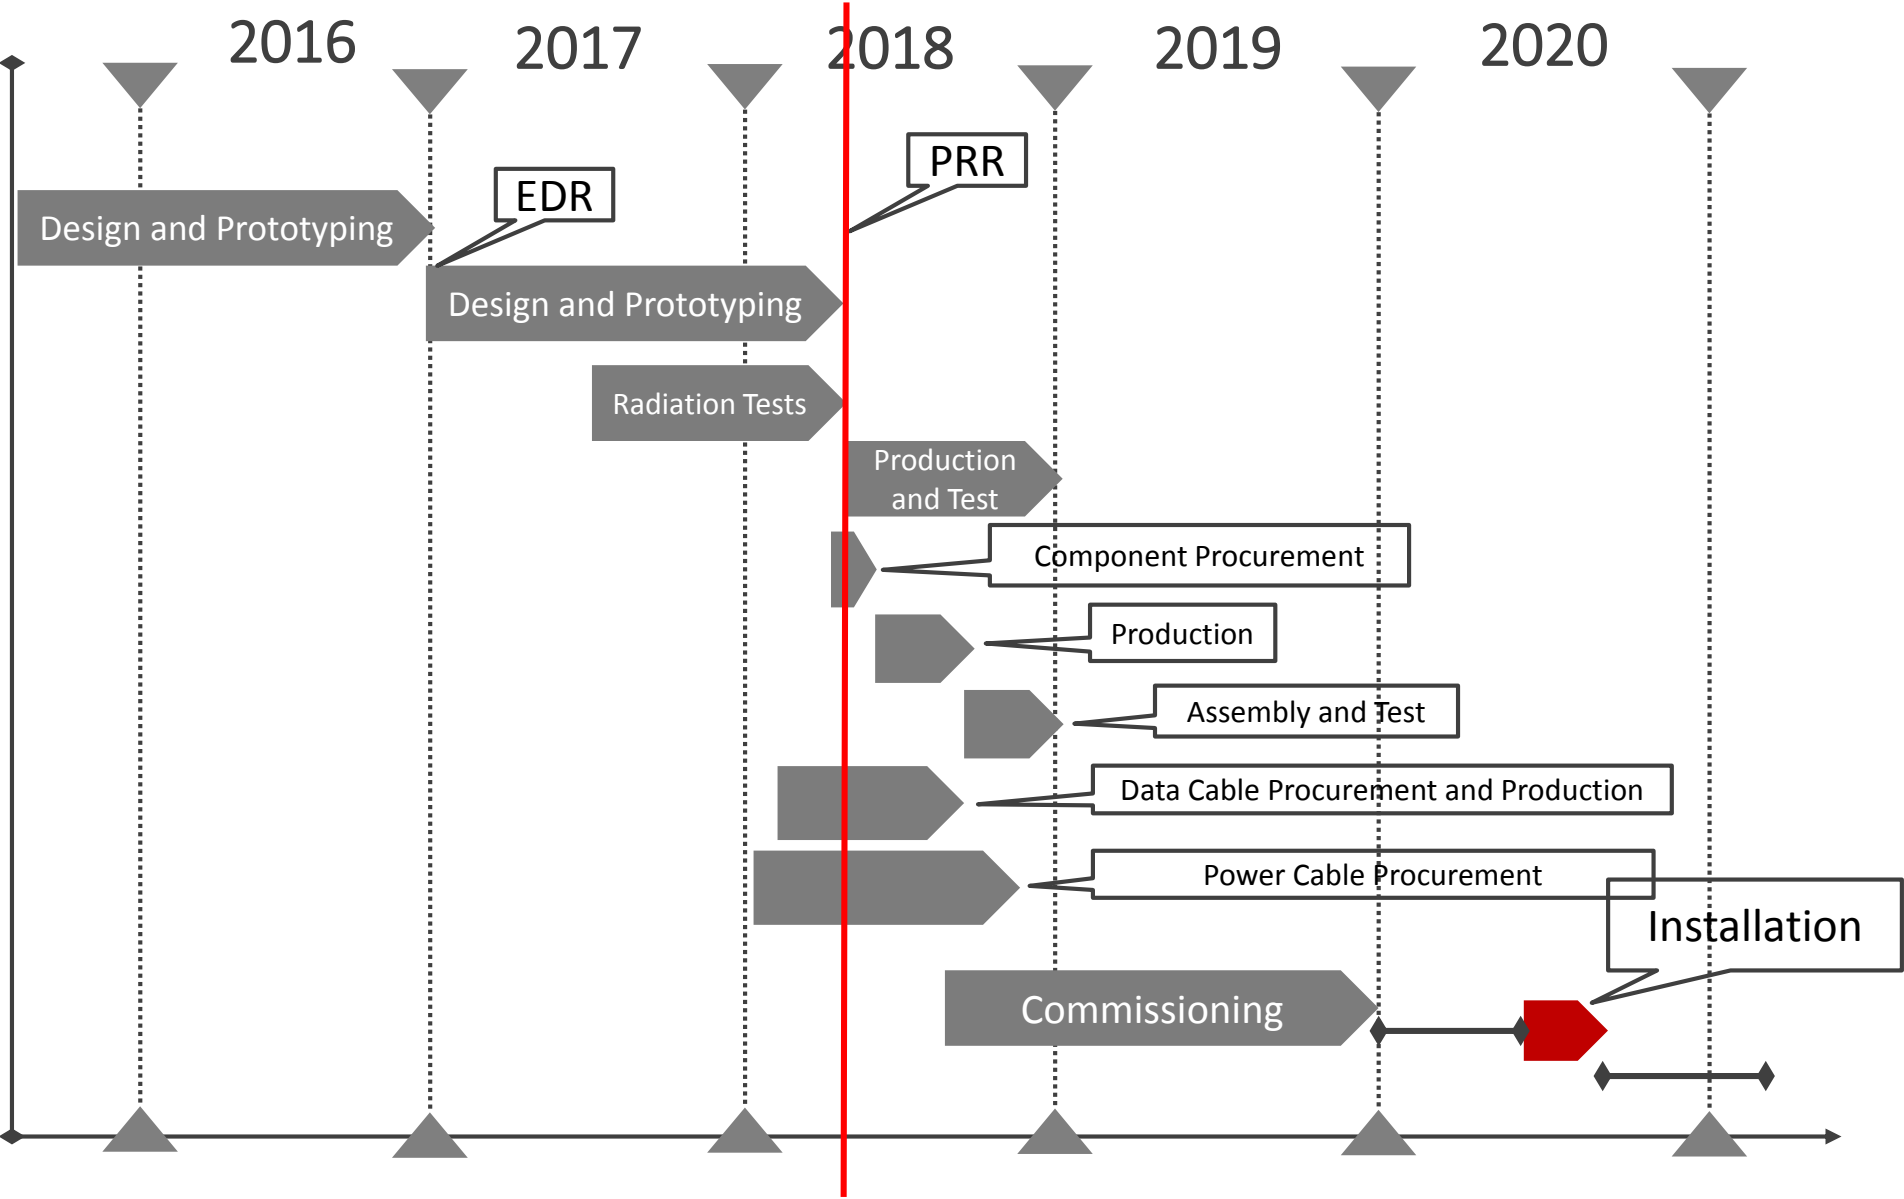 2016
2017
2018
2019
2020
PRR
EDR
Design and Prototyping
Design and Prototyping
Radiation Tests
Production
and Test
Component Procurement
Production
Assembly and Test
Data Cable Procurement and Production
Power Cable Procurement
Installation
Commissioning